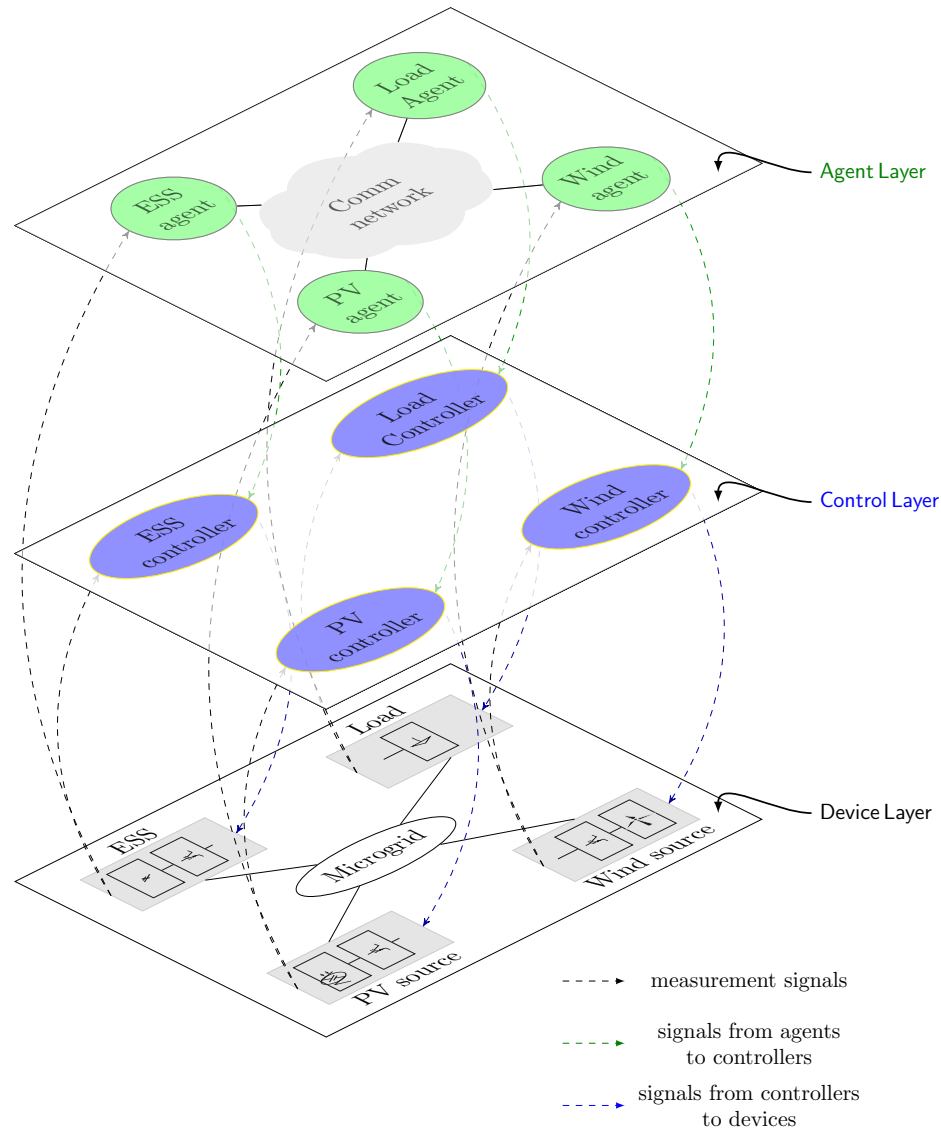 Load
Agent
Wind
agent
Agent Layer
ESS
agent
Comm
network
PV
agent
Load
Controller
Wind
controller
Control Layer
ESS
controller
PV
controller
Load
Device Layer
ESS
Microgrid
Wind source
PV source
measurement signals
signals from agents
to controllers
signals from controllers
to devices